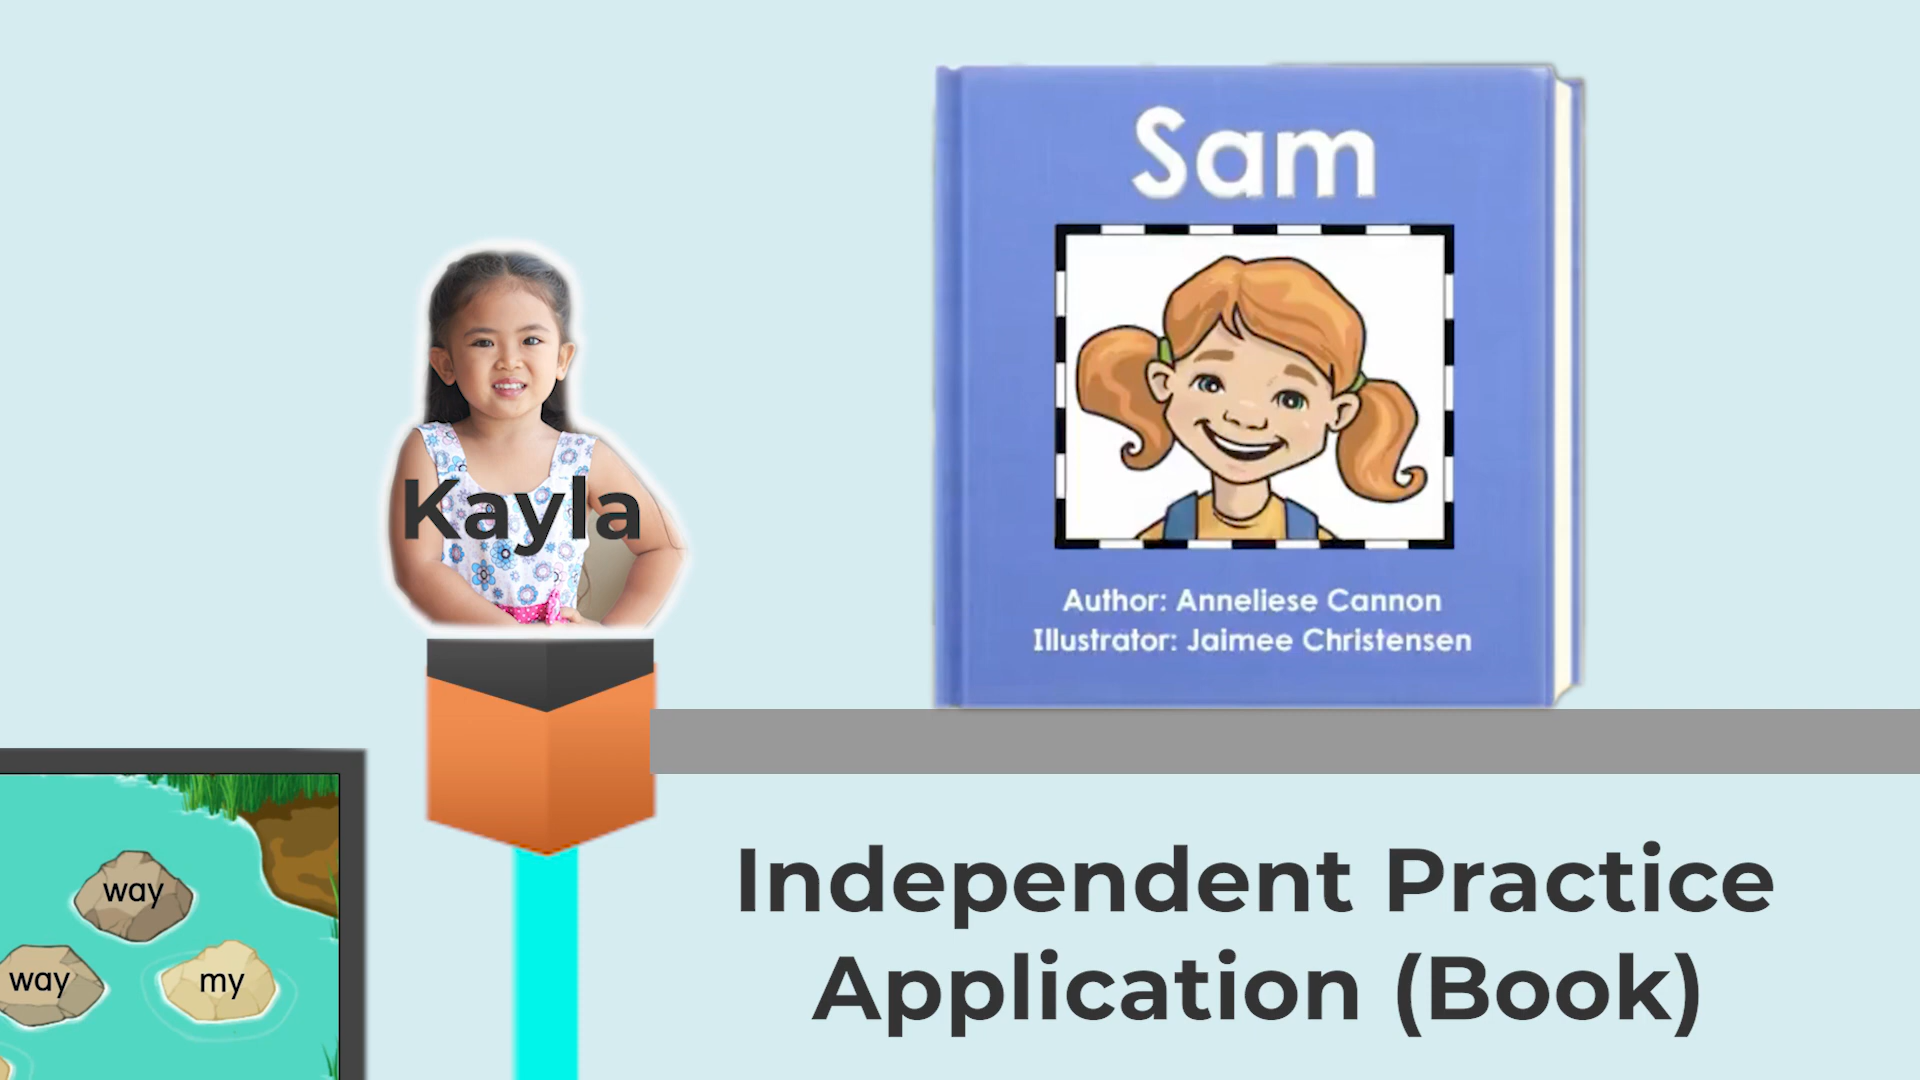 Sam
Author: Anneliese Cannon
Illustrator: Jaimee Christensen
Kayla
Independent Practice
Application (Book)
way
way
my